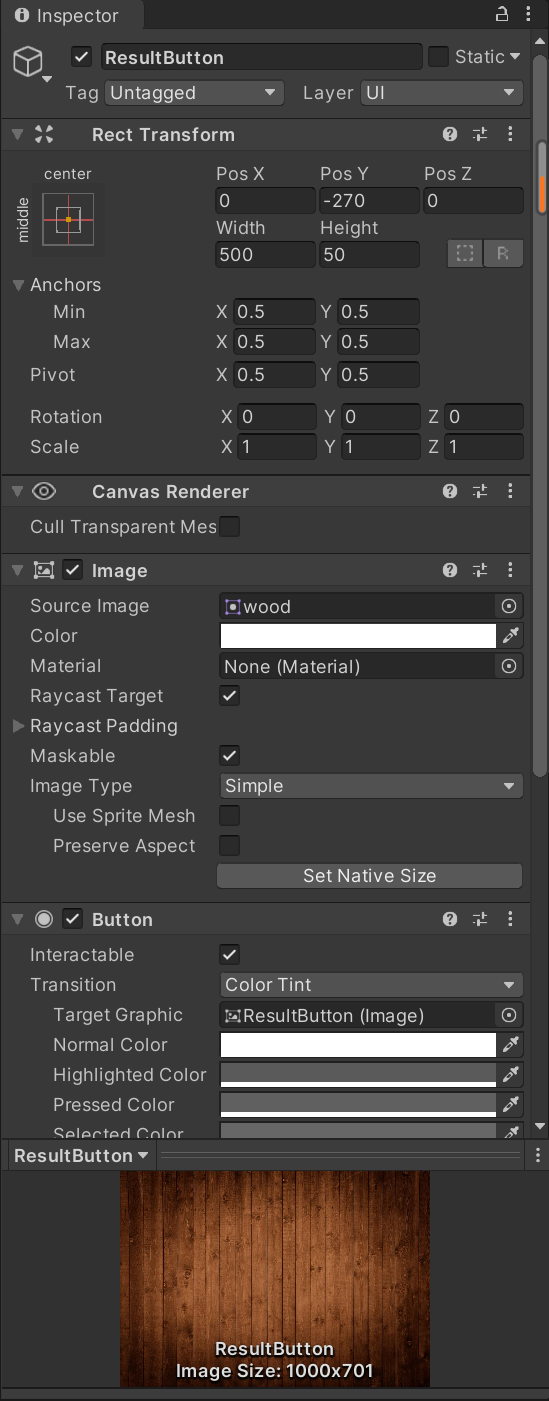 Inspector
ResultButton Static
Tag Untagged Layer UI
Rect Transform
center
middle
Pos X Pos Y Pos Z
0 -270 0
Width Height
500 50
R
Anchors
Min X 0.5 Y 0.5
Max X 0.5 Y 0.5
Pivot X 0.5 Y 0.5
Rotation X 0 Y 0 Z 0
Scale X 1 Y 1 Z 1
Canvas Renderer
Cull Transparent Mes
Image
Source Image wood
Color
Material None (Material)
Raycast Target
Raycast Padding
Maskable
Image Type Simple
Use Sprite Mesh
Preserve Aspect
Set Native Size
Button
Interactable
Transition Color Tint
Target Graphic ResultButton (Image)
Normal Color
Highlighted Color
Pressed Color
Selected Color
ResultButton
ResultButton
Image Size: 1000x701